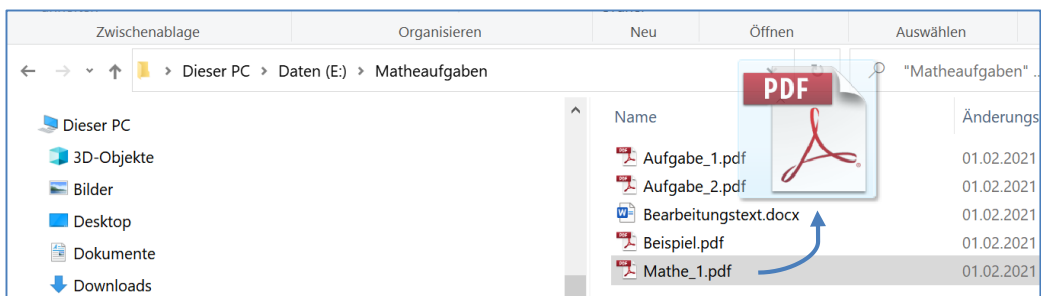 Zwischenablage Organisieren Neu Öffnen Auswählen
Dieser PC > Daten (E:) > Matheaufgaben "Matheaufgaben" ...
Dieser PC
3D-Objekte
Bilder
Desktop
Dokumente
Downloads
Name Änderungs
Aufgabe_1.pdf 01.02.2021
Aufgabe_2.pdf 01.02.2021
Bearbeitungstext.docx 01.02.2021
Beispiel.pdf 01.02.2021
Mathe_1.pdf 01.02.2021
PDF